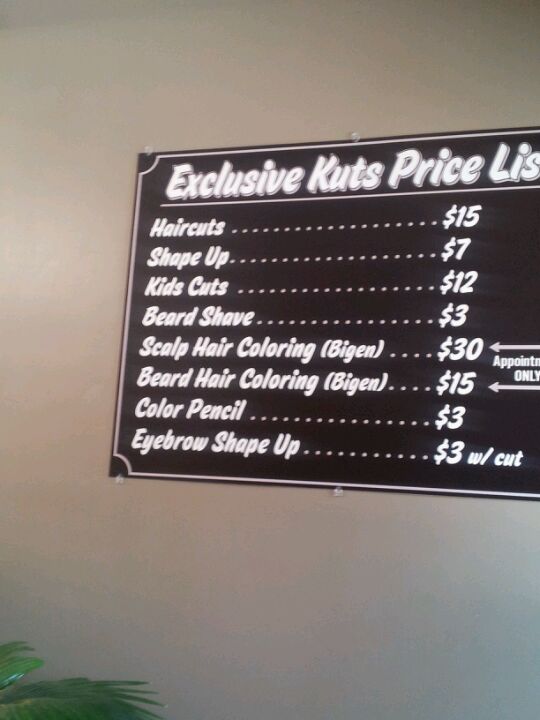 Exclusive Kuts Price Lis
Haircuts .................... $15
Shape Up.................... $7
Kids Cuts ................... $12
Beard Shave................. $3
Scalp Hair Coloring (Bigen) .... $30
Beard Hair Coloring (Bigen)..... $15
Appointm
ONLY
Color Pencil .................. $3
Eyebrow Shape Up ............ $3 w/ cut